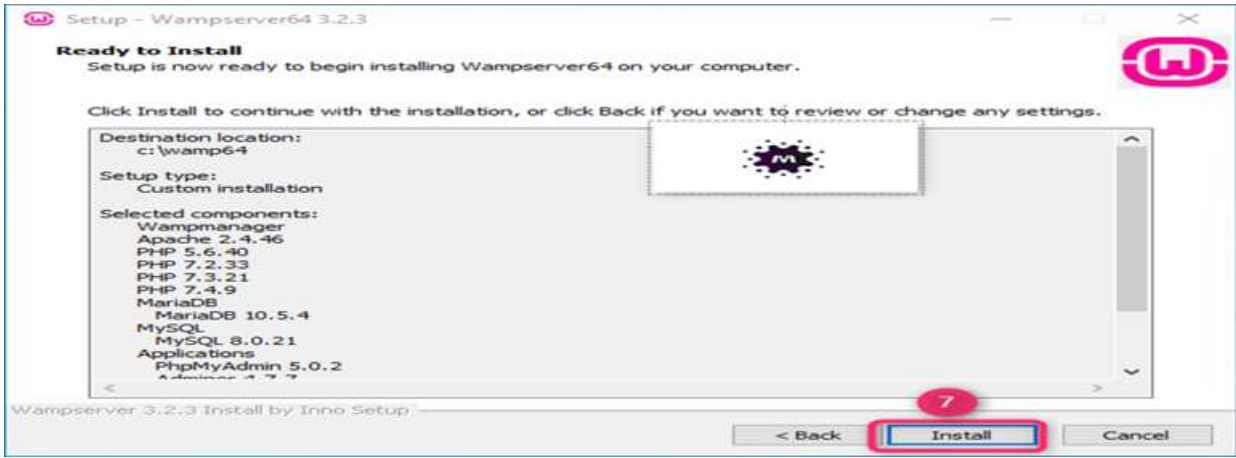 Setup - Wampserver64 3.2.3
Ready to Install
Setup is now ready to begin installing Wampserver64 on your computer.
Click Install to continue with the installation, or click Back if you want to review or change any settings.
Destination location:
c:\wamp64
Setup type:
Custom installation
Selected components:
Wampmanager
Apache 2.4.46
PHP 5.6.40
PHP 7.2.33
PHP 7.3.21
PHP 7.4.9
MariaDB
MariaDB 10.5.4
MySQL
MySQL 8.0.21
Applications
PhpMyAdmin 5.0.2
Adminer 4.7.7
Wampserver 3.2.3 Install by Inno Setup
7
< Back Install Cancel
M
W